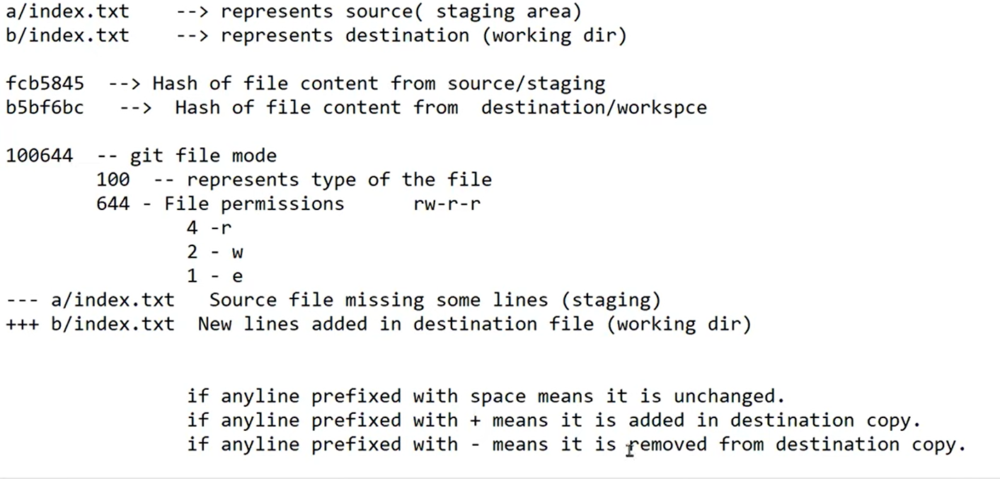 a/index.txt    --> represents source( staging area)
b/index.txt    --> represents destination (working dir)
fcb5845  --> Hash of file content from source/staging
b5bf6bc   -->  Hash of file content from  destination/workspce
100644  -- git file mode
100  -- represents type of the file
644 - File permissions      rw-r-r
4 -r
2 - w
1 - e
--- a/index.txt   Source file missing some lines (staging)
+++ b/index.txt  New lines added in destination file (working dir)
if anyline prefixed with space means it is unchanged.
if anyline prefixed with + means it is added in destination copy.
if anyline prefixed with - means it is removed from destination copy.